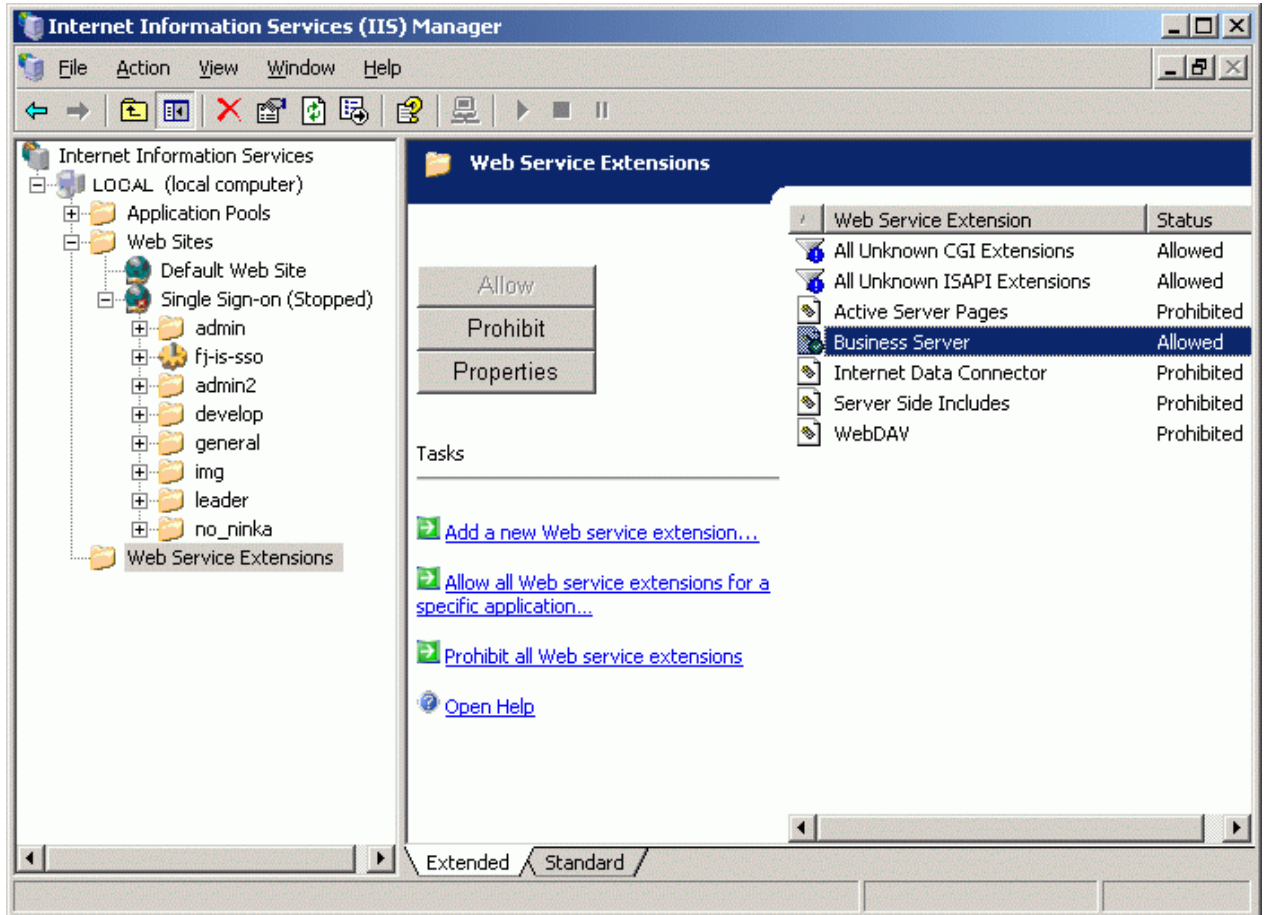 Internet Information Services (IIS) Manager
File Action View Window Help
Internet Information Services
LOCAL (local computer)
Application Pools
Web Sites
Default Web Site
Single Sign-on (Stopped)
admin
fj-is-sso
admin2
develop
general
img
leader
no_ninka
Web Service Extensions
Web Service Extensions
Allow
Prohibit
Properties
Tasks
Add a new Web service extension...
Allow all Web service extensions for a
specific application...
Prohibit all Web service extensions
Open Help
Web Service Extension Status
All Unknown CGI Extensions Allowed
All Unknown ISAPI Extensions Allowed
Active Server Pages Prohibited
Business Server Allowed
Internet Data Connector Prohibited
Server Side Includes Prohibited
WebDAV Prohibited
Extended Standard